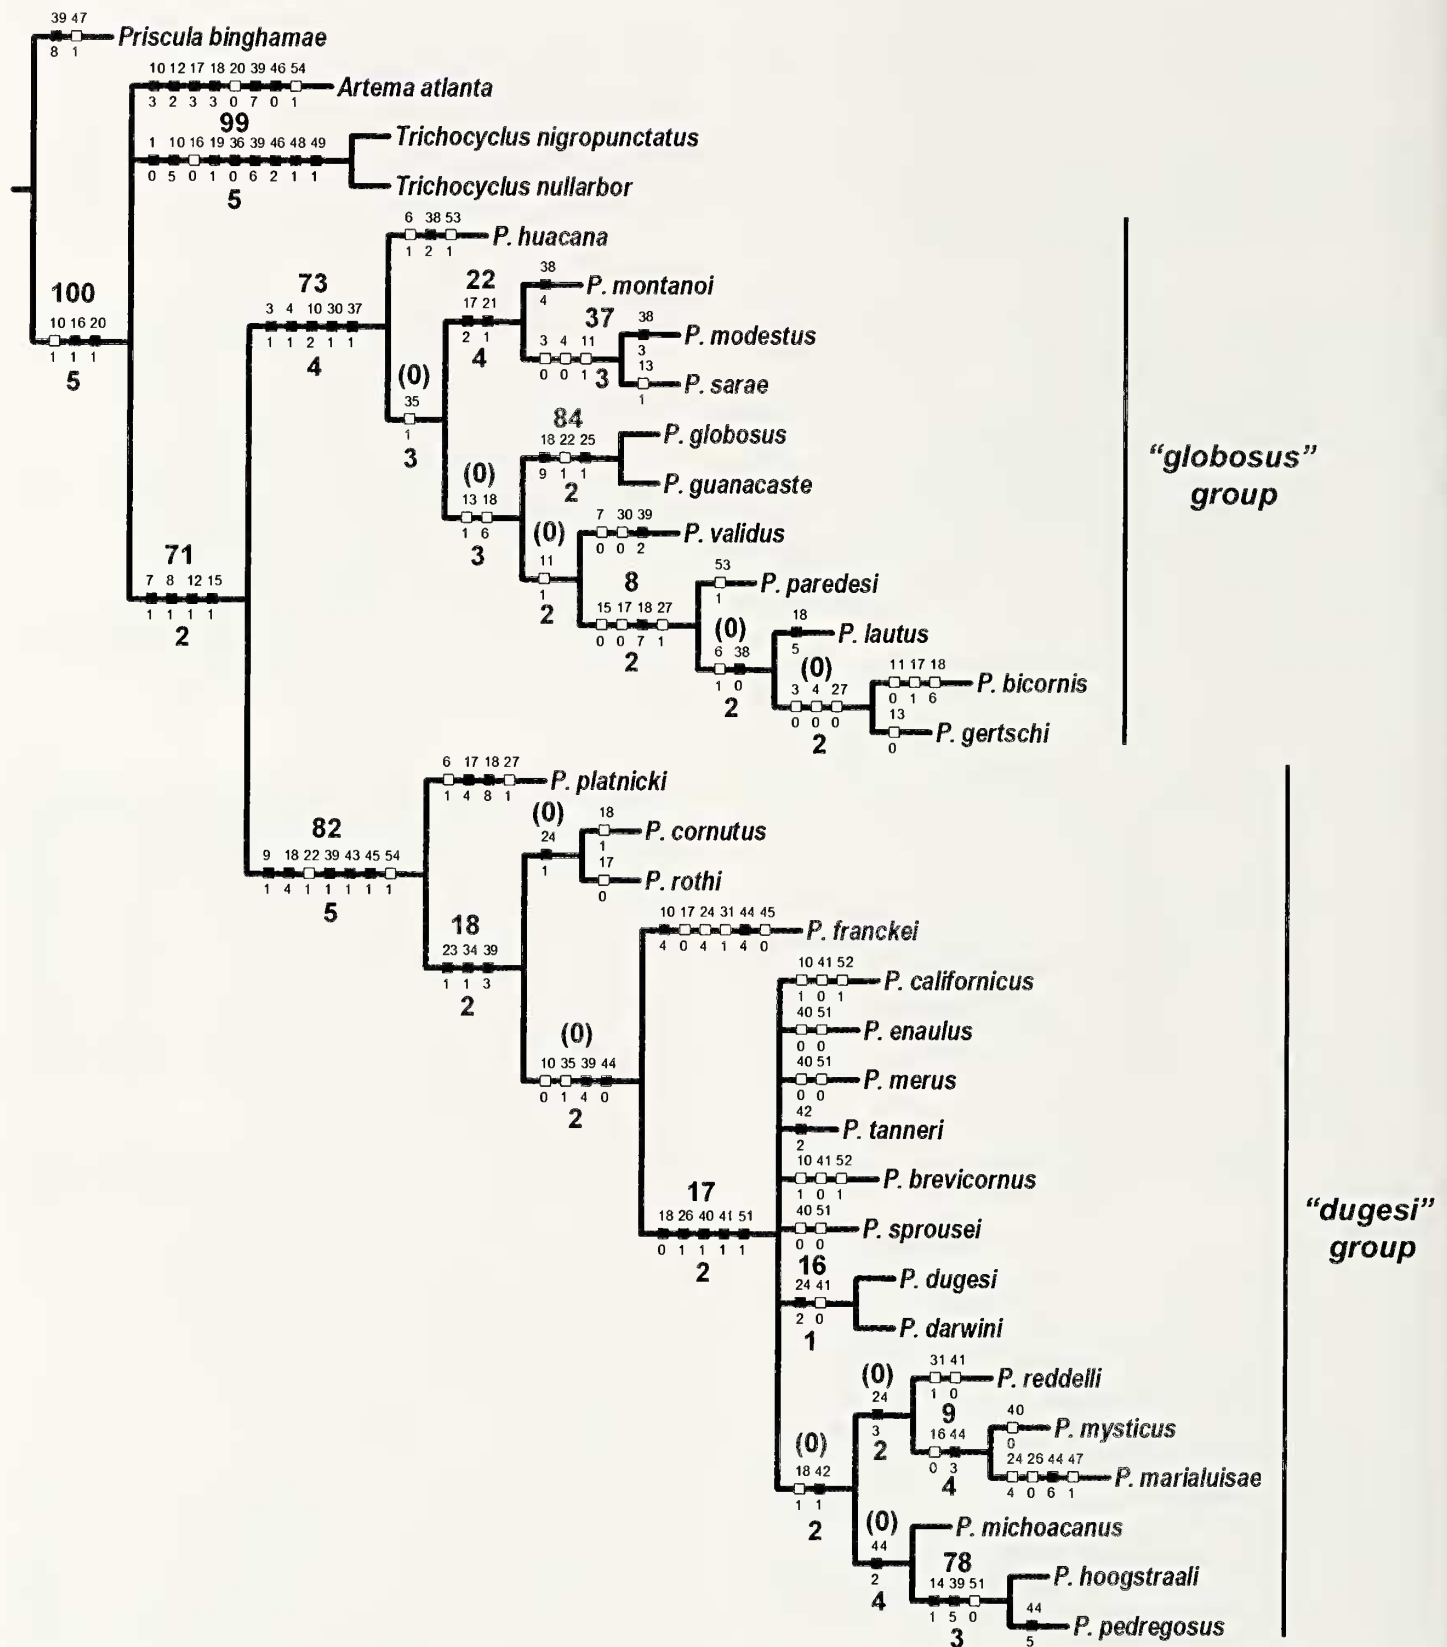 39 47
Priscula binghamae
8 1
10 12 17 18 20 39 46 54
Artema atlanta
3 2 3 3 0 7 0 1
99
Trichocyclus nigropunctatus
1 10 16 19 36 39 46 48 49
0 5 0 1 0 6 2 1 1
Trichocyclus nullarbor
5
6 38 53
P. huacana
1 2 1
73
22
38
P. montanoi
4
100
3 4 10 30 37
17 21
37
38
P. modestus
10 16 20
1 1 2 1 1
2 1
3 4 11
3
1 1 1
4
4
0 0 1
3
13
P. sarae
5
(0)
1
35
84
P. globosus
1
18 22 25
3
(0)
9 1 1
P. guanacaste
13 18
2
1 6
(0)
7 30 39
P. validus
71
3
11
0 0 2
7 8 12 15
1
8
53
P. paredesi
1 1 1 1
2
15 17 18 27
1
2
0 0 7 1
(0)
18
P. lautus
2
6 38
5
1 0
(0)
11 17 18
P. bicornis
2
3 4 27
0 1 6
0 0 0
13
P. gertschi
2
0
“globosus”
group
6 17 18 27
P. platnicki
1 4 8 1
82
(0)
18
P. cornutus
9 18 22 39 43 45 54
24
1
1 4 1 1 1 1 1
1
17
P. rothi
5
0
18
10 17 24 31 44 45
P. franckei
23 34 39
4 0 4 1 4 0
1 1 3
10 41 52
P. californicus
2
1 0 1
(0)
40 51
P. enaulus
0 0
10 35 39 44
40 51
P. merus
0 1 4 0
0 0
2
42
P. tanneri
2
17
10 41 52
P. brevicornus
18 26 40 41 51
1 0 1
0 1 1 1 1
40 51
P. sprousei
2
0 0
16
P. dugesi
24 41
2 0
P. darwini
1
“dugesi”
group
(0)
31 41
P. reddelli
24
1 0
3
9
40
P. mysticus
(0)
2
16 44
0
18 42
0 3
24 26 44 47
P. marialuisae
1 1
4
4 0 6 1
2
(0)
P. michoacanus
44
78
2
14 39 51
P. hoogstraali
4
1 5 0
44
P. pedregosus
3
5